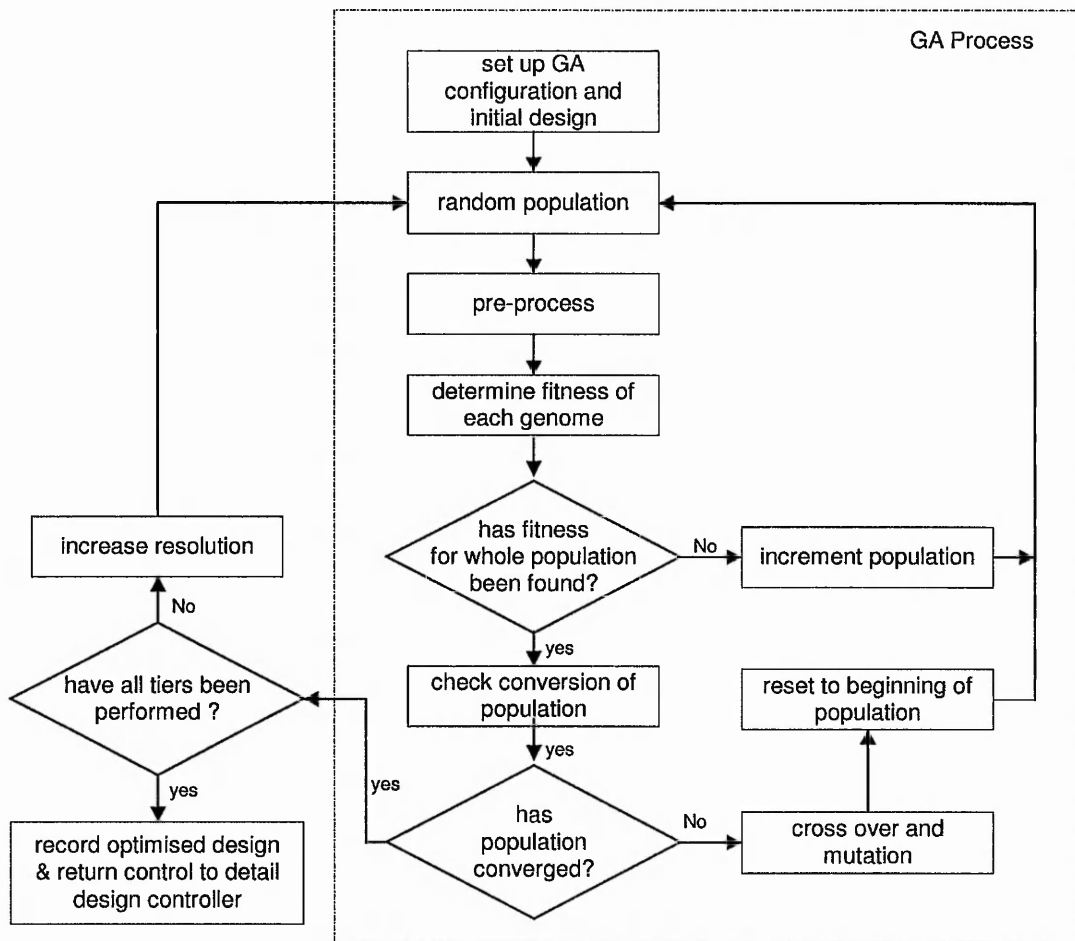 GA Process
set up GA
configuration and
initial design
random population
pre-process
determine fitness of
each genome
has fitness
for whole population
been found?
No
increment population
yes
check conversion of
population
yes
has
population
converged?
No
cross over and
mutation
reset to beginning of
population
yes
have all tiers been
performed ?
No
increase resolution
yes
record optimised design
& return control to detail
design controller